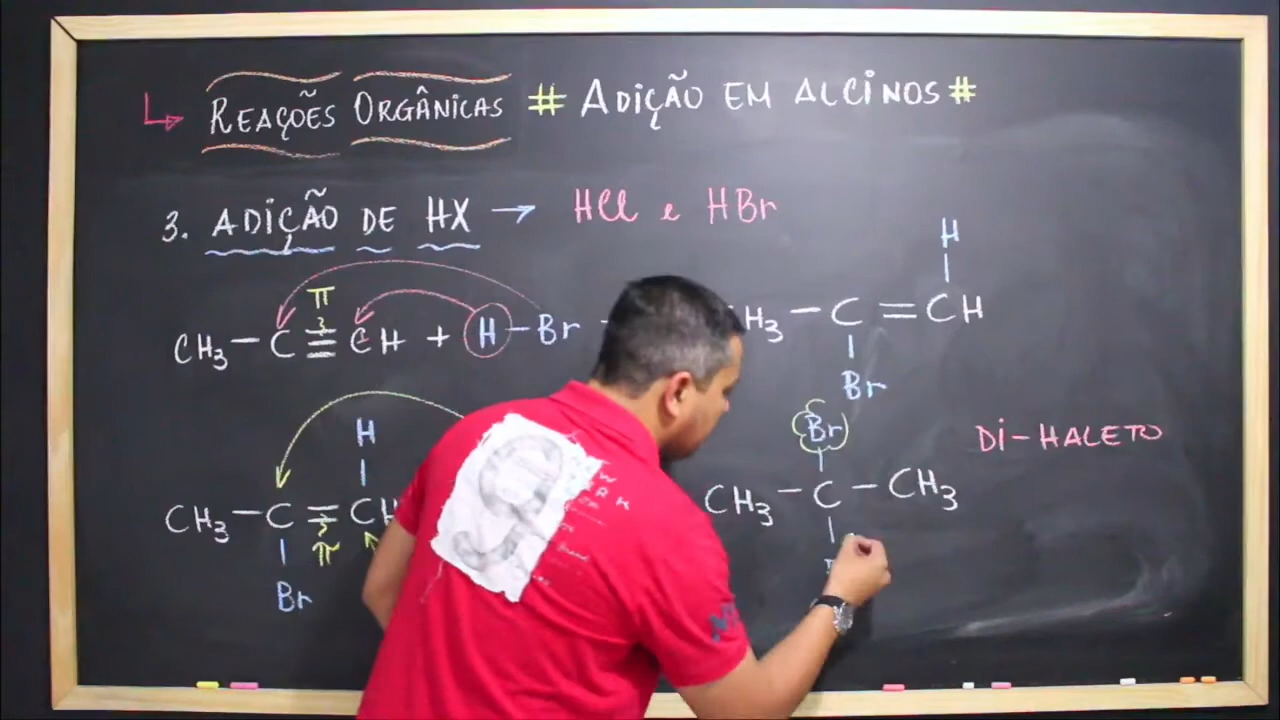 REAÇÕES ORGÂNICAS # ADIÇÃO EM ALCINOS #
3. ADIÇÃO DE HX → HCl e HBr
H
π
CH3 – C ≡ CH + H – Br
H3 – C = CH
Br
Br
H
DI-HALETO
CH3 – C = CH
CH3 – C – CH3
π
Br